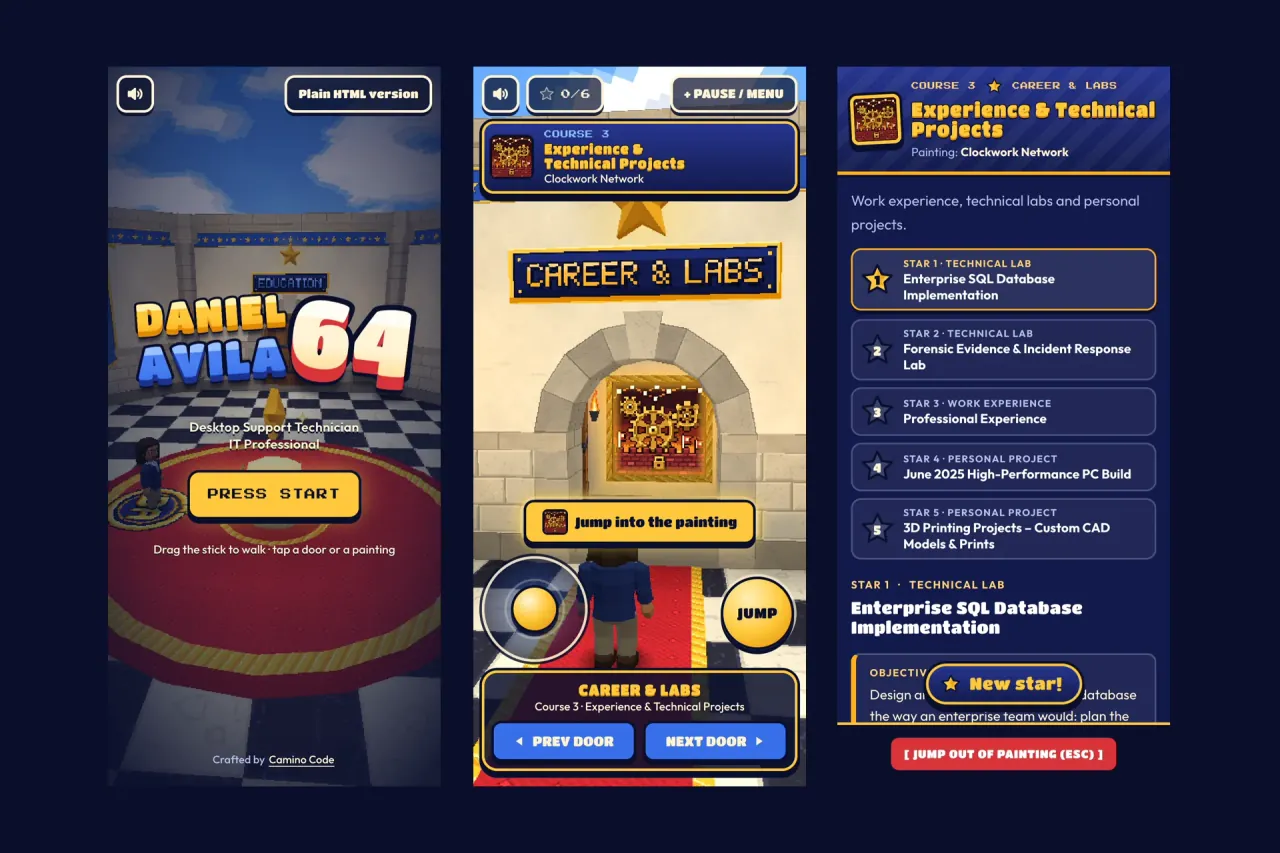 Plain HTML version
EDUCATION
DANIEL
AVILA
64
Desktop Support Technician
IT Professional
PRESS START
Drag the stick to walk · tap a door or a painting
Crafted by Camino Code
0/6
+ PAUSE / MENU
COURSE 3
Experience &
Technical Projects
Clockwork Network
CAREER & LABS
Jump into the painting
JUMP
CAREER & LABS
Course 3 · Experience & Technical Projects
PREV DOOR
NEXT DOOR
COURSE 3 ★ CAREER & LABS
Experience & Technical
Projects
Painting: Clockwork Network
Work experience, technical labs and personal
projects.
1
STAR 1 · TECHNICAL LAB
Enterprise SQL Database
Implementation
2
STAR 2 · TECHNICAL LAB
Forensic Evidence & Incident Response
Lab
3
STAR 3 · WORK EXPERIENCE
Professional Experience
4
STAR 4 · PERSONAL PROJECT
June 2025 High-Performance PC Build
5
STAR 5 · PERSONAL PROJECT
3D Printing Projects – Custom CAD
Models & Prints
STAR 1 · TECHNICAL LAB
Enterprise SQL Database
Implementation
OBJECTIV
New star!
Design a
database
the way an enterprise team would: plan the
[ JUMP OUT OF PAINTING (ESC) ]